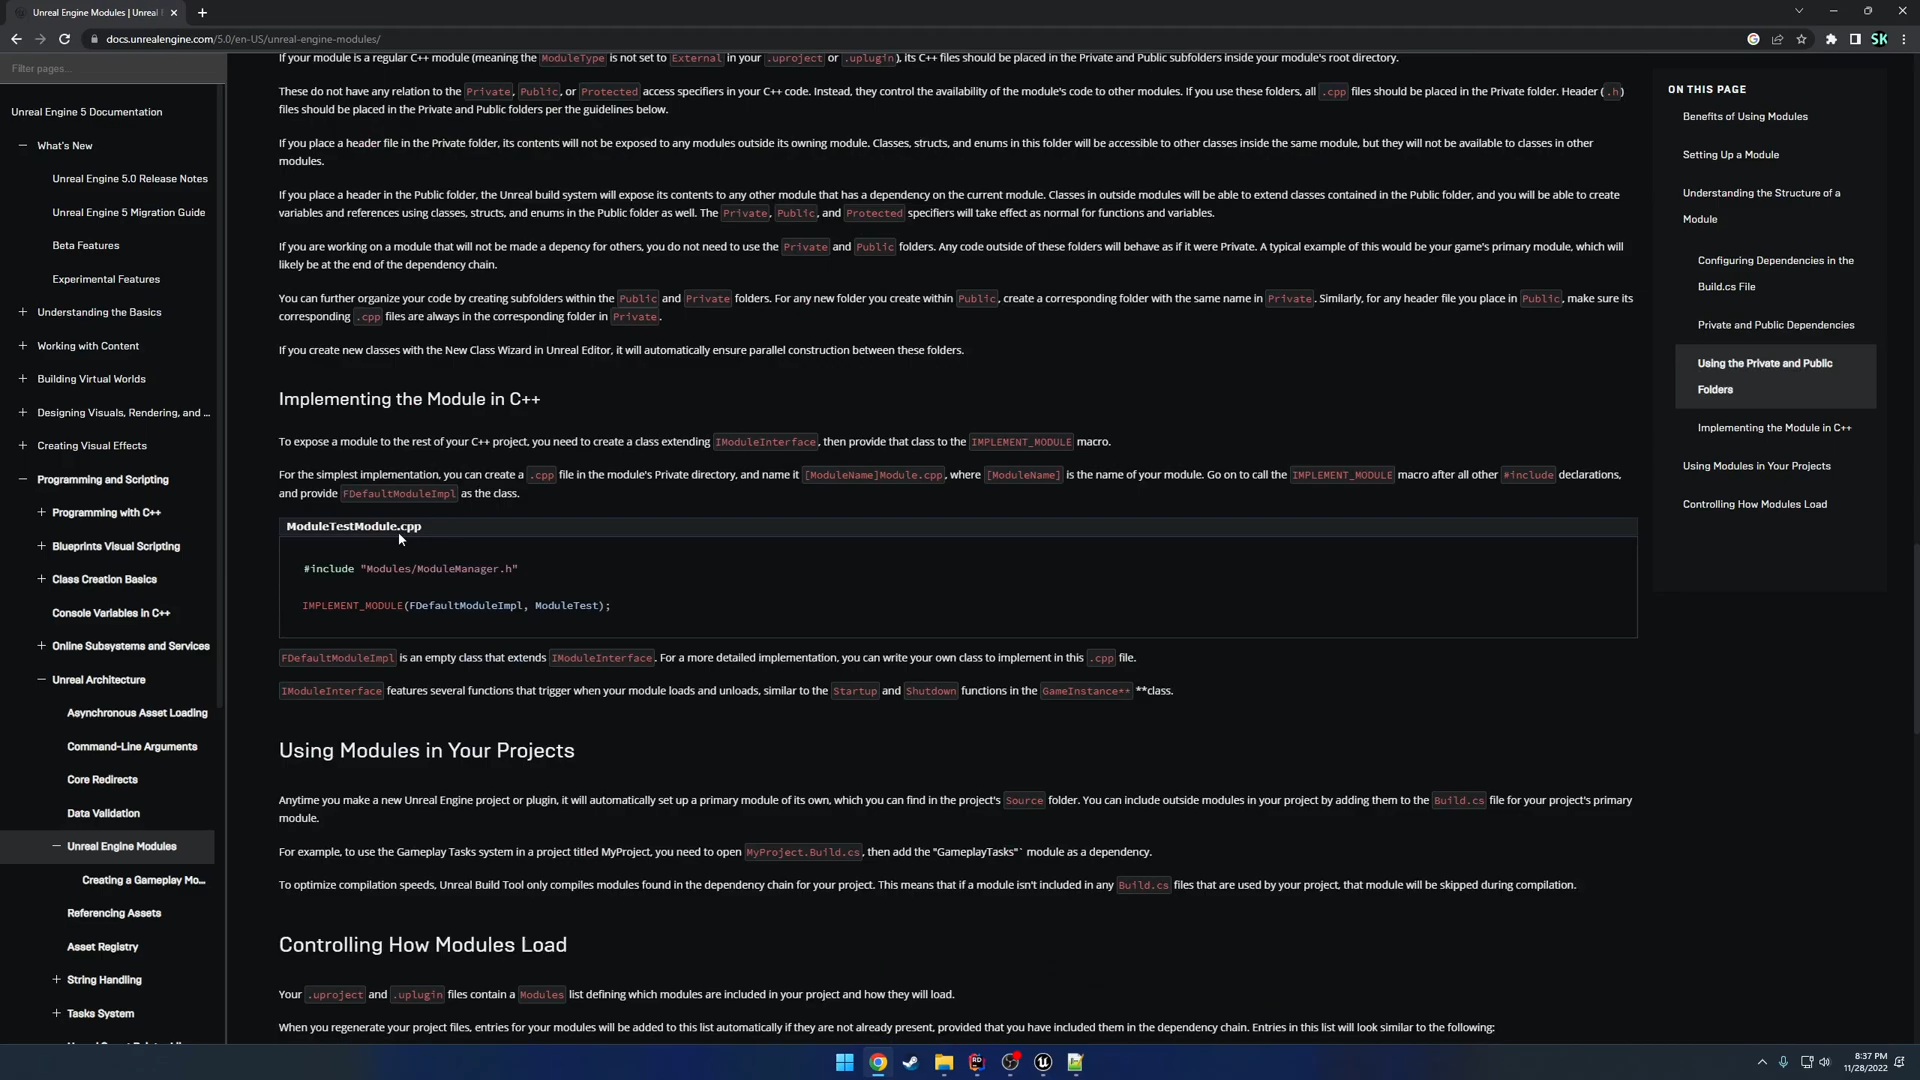 Unreal Engine Modules | Unreal
docs.unrealengine.com/5.0/en-US/unreal-engine-modules/
SK
Filter pages...
Unreal Engine 5 Documentation
What's New
Unreal Engine 5.0 Release Notes
Unreal Engine 5 Migration Guide
Beta Features
Experimental Features
Understanding the Basics
Working with Content
Building Virtual Worlds
Designing Visuals, Rendering, and ...
Creating Visual Effects
Programming and Scripting
Programming with C++
Blueprints Visual Scripting
Class Creation Basics
Console Variables in C++
Online Subsystems and Services
Unreal Architecture
Asynchronous Asset Loading
Command-Line Arguments
Core Redirects
Data Validation
Unreal Engine Modules
Creating a Gameplay Mo...
Referencing Assets
Asset Registry
String Handling
Tasks System
If your module is a regular C++ module (meaning the ModuleType is not set to External in your .uproject or .uplugin), its C++ files should be placed in the Private and Public subfolders inside your module's root directory.
These do not have any relation to the Private, Public, or Protected access specifiers in your C++ code. Instead, they control the availability of the module's code to other modules. If you use these folders, all .cpp files should be placed in the Private folder. Header (.h)
files should be placed in the Private and Public folders per the guidelines below.
If you place a header file in the Private folder, its contents will not be exposed to any modules outside its owning module. Classes, structs, and enums in this folder will be accessible to other classes inside the same module, but they will not be available to classes in other
modules.
If you place a header in the Public folder, the Unreal build system will expose its contents to any other module that has a dependency on the current module. Classes in outside modules will be able to extend classes contained in the Public folder, and you will be able to create
variables and references using classes, structs, and enums in the Public folder as well. The Private, Public, and Protected specifiers will take effect as normal for functions and variables.
If you are working on a module that will not be made a depency for others, you do not need to use the Private and Public folders. Any code outside of these folders will behave as if it were Private. A typical example of this would be your game's primary module, which will
likely be at the end of the dependency chain.
You can further organize your code by creating subfolders within the Public and Private folders. For any new folder you create within Public, create a corresponding folder with the same name in Private. Similarly, for any header file you place in Public, make sure its
corresponding .cpp files are always in the corresponding folder in Private.
If you create new classes with the New Class Wizard in Unreal Editor, it will automatically ensure parallel construction between these folders.
Implementing the Module in C++
To expose a module to the rest of your C++ project, you need to create a class extending IModuleInterface, then provide that class to the IMPLEMENT_MODULE macro.
For the simplest implementation, you can create a .cpp file in the module's Private directory, and name it [ModuleName]Module.cpp, where [ModuleName] is the name of your module. Go on to call the IMPLEMENT_MODULE macro after all other #include declarations,
and provide FDefaultModuleImpl as the class.
ModuleTestModule.cpp
#include "Modules/ModuleManager.h"
IMPLEMENT_MODULE(FDefaultModuleImpl, ModuleTest);
FDefaultModuleImpl is an empty class that extends IModuleInterface. For a more detailed implementation, you can write your own class to implement in this .cpp file.
IModuleInterface features several functions that trigger when your module loads and unloads, similar to the Startup and Shutdown functions in the GameInstance** **class.
Using Modules in Your Projects
Anytime you make a new Unreal Engine project or plugin, it will automatically set up a primary module of its own, which you can find in the project's Source folder. You can include outside modules in your project by adding them to the Build.cs file for your project's primary
module.
For example, to use the Gameplay Tasks system in a project titled MyProject, you need to open MyProject.Build.cs, then add the "GameplayTasks"` module as a dependency.
To optimize compilation speeds, Unreal Build Tool only compiles modules found in the dependency chain for your project. This means that if a module isn't included in any Build.cs files that are used by your project, that module will be skipped during compilation.
Controlling How Modules Load
Your .uproject and .uplugin files contain a Modules list defining which modules are included in your project and how they will load.
When you regenerate your project files, entries for your modules will be added to this list automatically if they are not already present, provided that you have included them in the dependency chain. Entries in this list will look similar to the following:
ON THIS PAGE
Benefits of Using Modules
Setting Up a Module
Understanding the Structure of a
Module
Configuring Dependencies in the
Build.cs File
Private and Public Dependencies
Using the Private and Public
Folders
Implementing the Module in C++
Using Modules in Your Projects
Controlling How Modules Load
RD
8:37 PM
11/28/2022